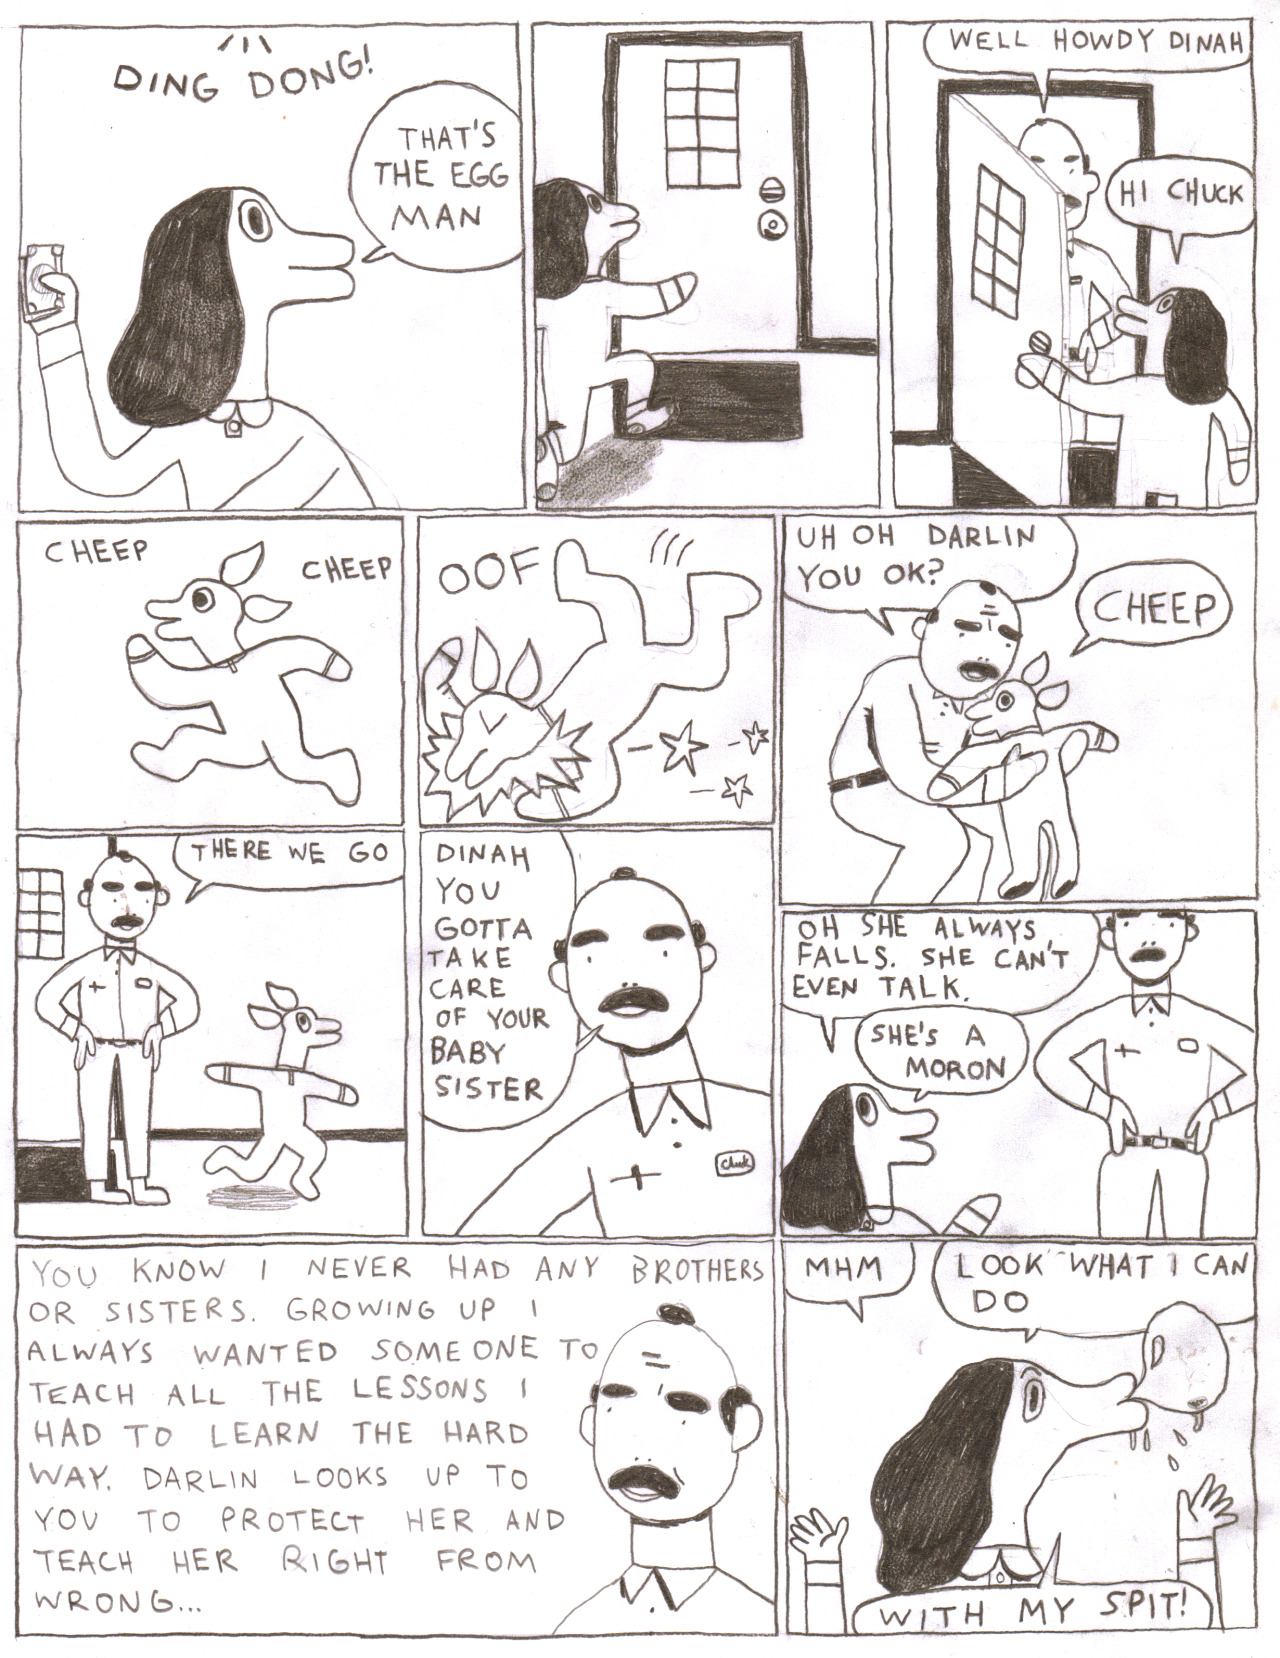 DING DONG!
THAT'S
THE EGG
MAN
WELL HOWDY DINAH
HI CHUCK
CHEEP
CHEEP
OOF
UH OH DARLIN
YOU OK?
CHEEP
THERE WE GO
DINAH
YOU
GOTTA
TAKE
CARE
OF YOUR
BABY
SISTER
Chuck
OH SHE ALWAYS
FALLS. SHE CAN'T
EVEN TALK.
SHE'S A
MORON
YOU KNOW I NEVER HAD ANY BROTHERS
OR SISTERS. GROWING UP I
ALWAYS WANTED SOMEONE TO
TEACH ALL THE LESSONS I
HAD TO LEARN THE HARD
WAY. DARLIN LOOKS UP TO
YOU TO PROTECT HER AND
TEACH HER RIGHT FROM
WRONG...
MHM
LOOK WHAT I CAN
DO
WITH MY SPIT!